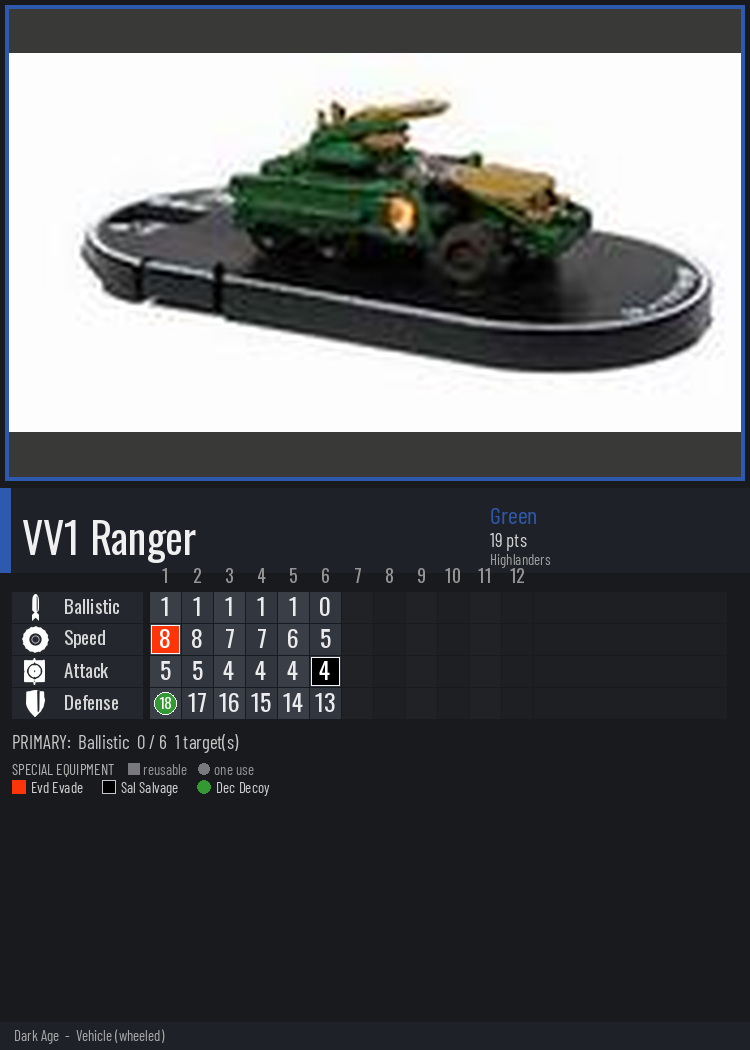 VV1 Ranger
Green
19 pts
Highlanders
1 2 3 4 5 6 7 8 9 10 11 12
Ballistic 1 1 1 1 1 0
Speed 8 8 7 7 6 5
Attack 5 5 4 4 4 4
Defense 18 17 16 15 14 13
PRIMARY: Ballistic 0 / 6 1 target(s)
SPECIAL EQUIPMENT reusable one use
Evd Evade Sal Salvage Dec Decoy
Dark Age - Vehicle (wheeled)